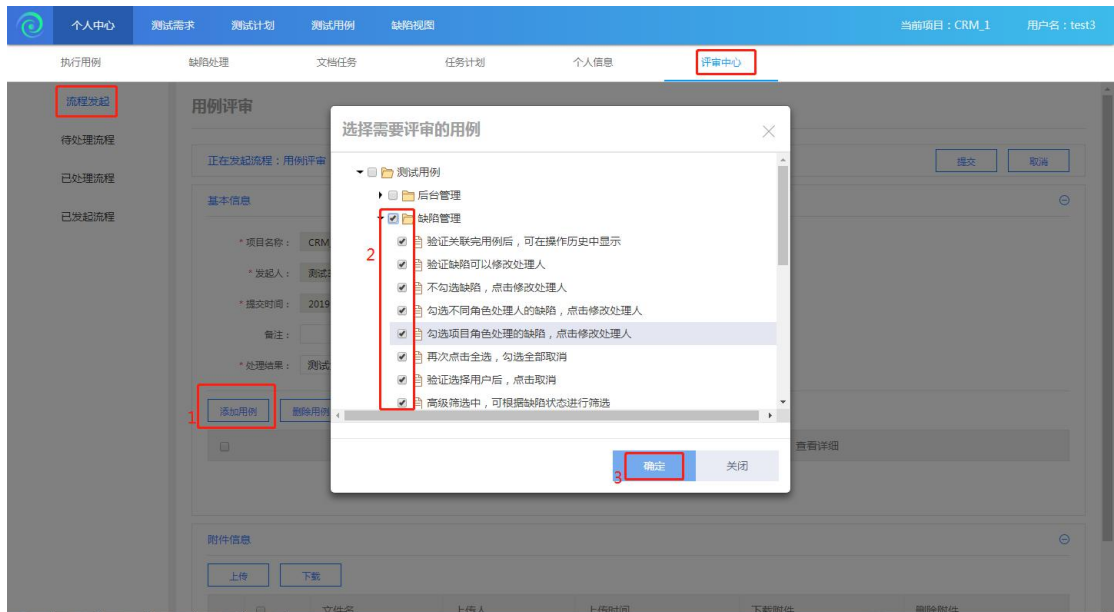 个人中心 测试需求 测试计划 测试用例 缺陷视图 当前项目：CRM_1 用户名：test3
执行用例 缺陷处理 文档任务 任务计划 个人信息 评审中心
流程发起
待处理流程
已处理流程
已发起流程
用例评审
正在发起流程：用例评审 提交 取消
基本信息
* 项目名称： CRM
* 发起人： 测试
* 提交时间： 2019
备注：
* 处理结果： 测试
1 添加用例 删除用例
查看详细
附件信息
上传 下载
文件名 上传人 上传时间 下载附件 删除附件
选择需要评审的用例
测试用例
后台管理
缺陷管理
2
验证关联完用例后，可在操作历史中显示
验证缺陷可以修改处理人
不勾选缺陷，点击修改处理人
勾选不同角色处理人的缺陷，点击修改处理人
勾选项目角色处理的缺陷，点击修改处理人
再次点击全选，勾选全部取消
验证选择用户后，点击取消
高级筛选中，可根据缺陷状态进行筛选
3 确定 关闭